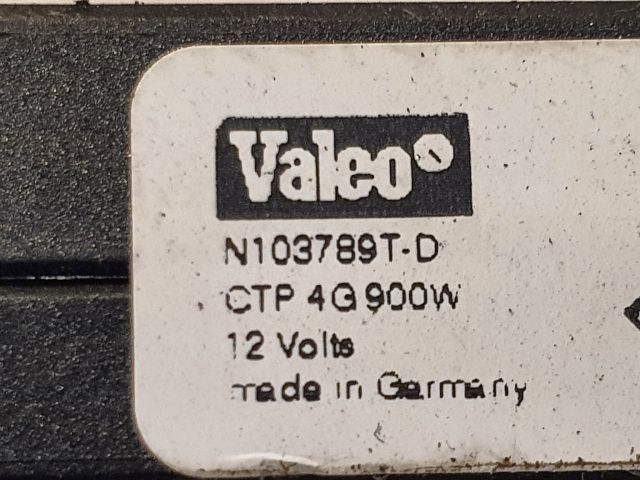 Valeo
N103789T-D
CTP 4G 900W
12 Volts
made in Germany